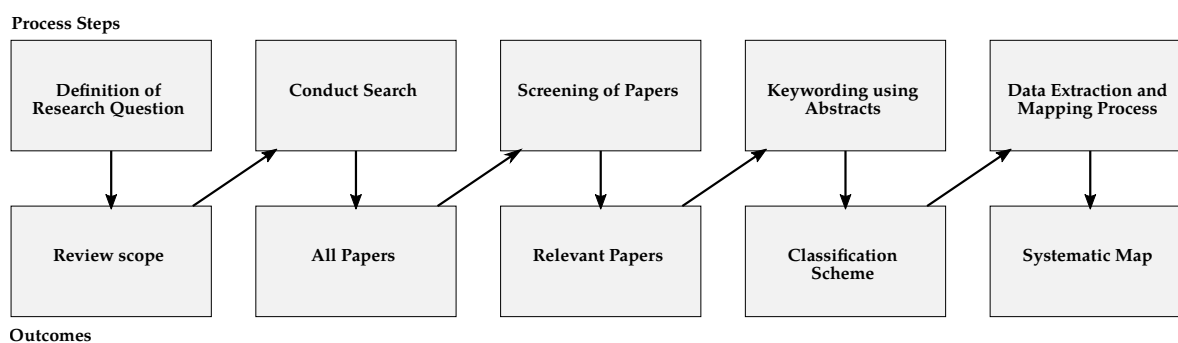 Process Steps
Definition of
Research Question
Conduct Search
Screening of Papers
Keywording using
Abstracts
Data Extraction and
Mapping Process
Review scope
All Papers
Relevant Papers
Classification
Scheme
Systematic Map
Outcomes